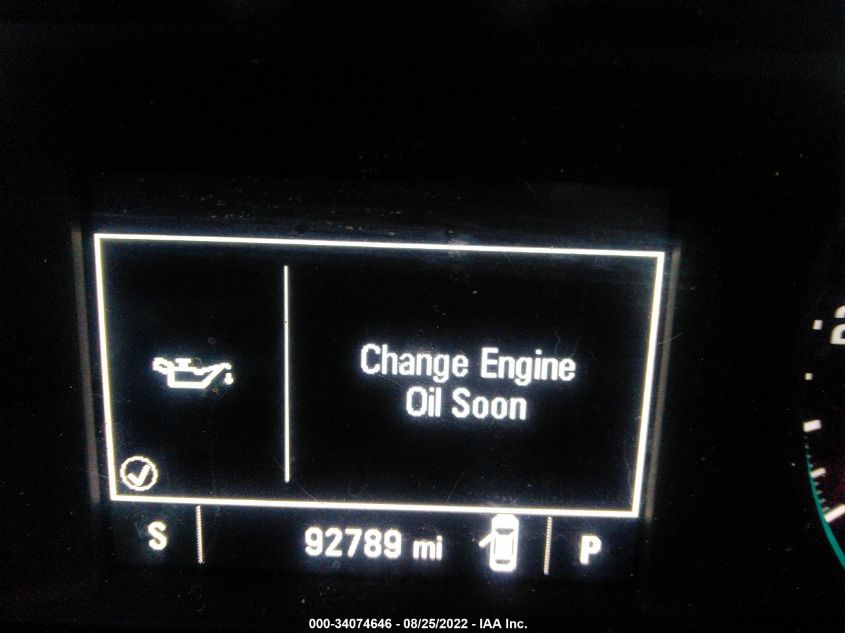 Change Engine
Oil Soon
S 92789 mi P
000-34074646 - 08/25/2022 - IAA Inc.